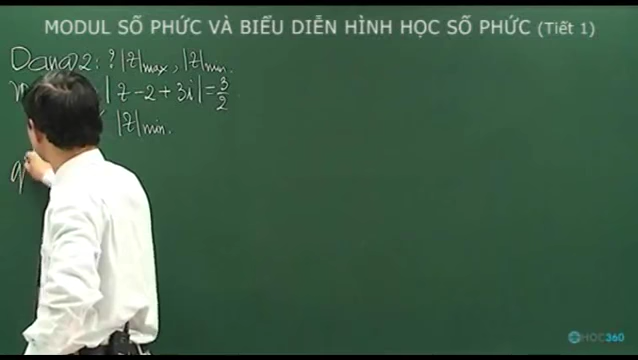 MODUL SỐ PHỨC VÀ BIỂU DIỄN HÌNH HỌC SỐ PHỨC (Tiết 1)
Dạng 2: ? |z|max, |z|min.
|z - 2 + 3i| = 3/2
|z|min.
HOC360